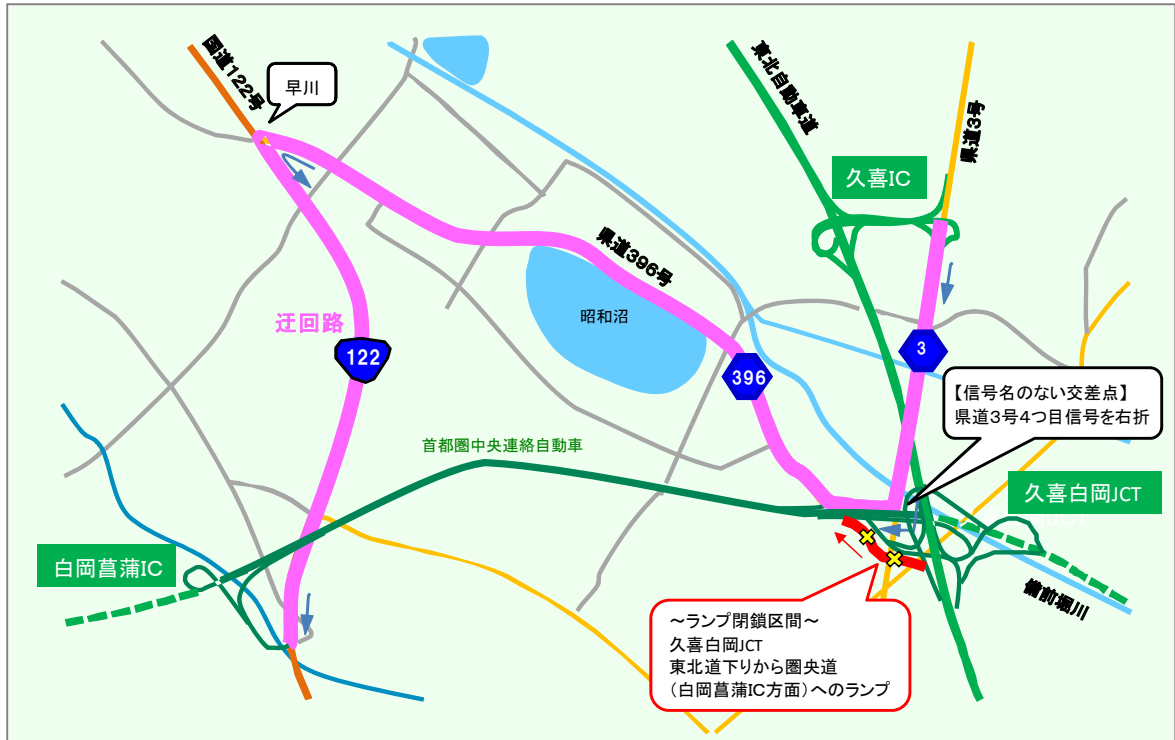 国道122号
早川
東北自動車道
県道3号
久喜IC
県道396号
昭和沼
迂回路
122
3
396
【信号名のない交差点】
県道3号4つ目信号を右折
首都圏中央連絡自動車
久喜白岡JCT
白岡菖蒲IC
備前堀川
～ランプ閉鎖区間～
久喜白岡JCT
東北道下りから圏央道
（白岡菖蒲IC方面）へのランプ